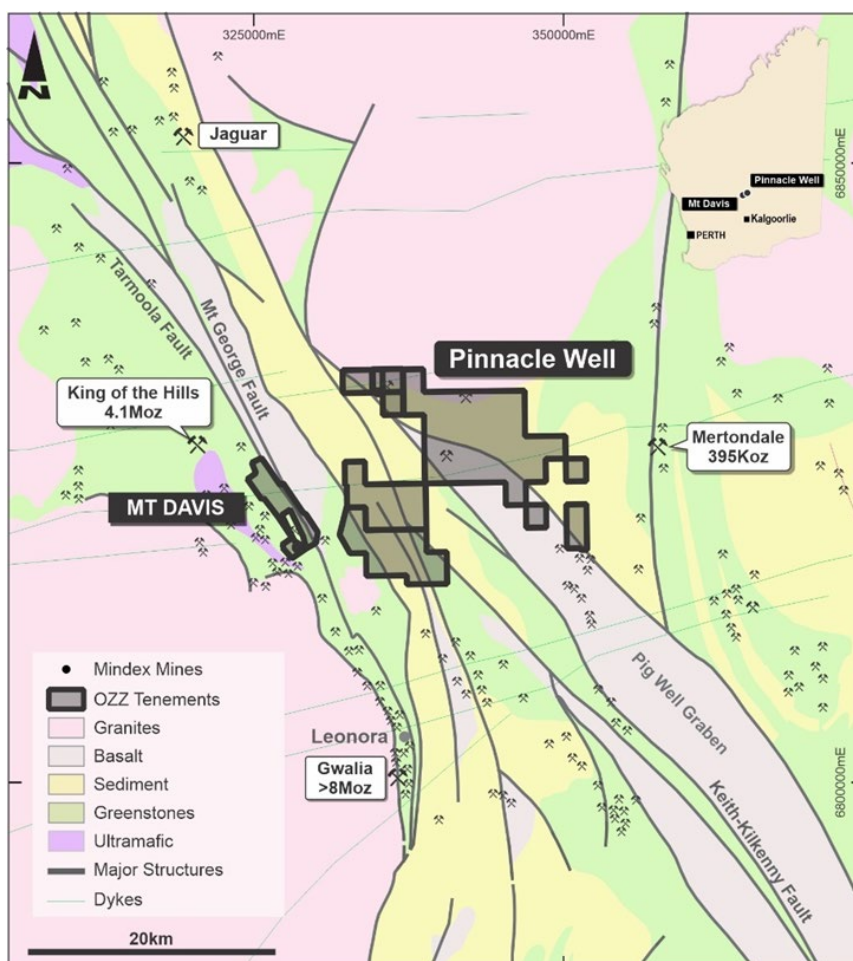 325000mE
350000mE
N
Jaguar
6850000mE
Pinnacle Well
Mt Davis
Kalgoorlie
PERTH
Tarmoola Fault
Mt George Fault
Pinnacle Well
King of the Hills
4.1Moz
Mertondale
395Koz
MT DAVIS
Pig Well Graben
Leonora
Gwalia
>8Moz
6800000mE
Keith-Kilkenny Fault
Mindex Mines
OZZ Tenements
Granites
Basalt
Sediment
Greenstones
Ultramafic
Major Structures
Dykes
20km